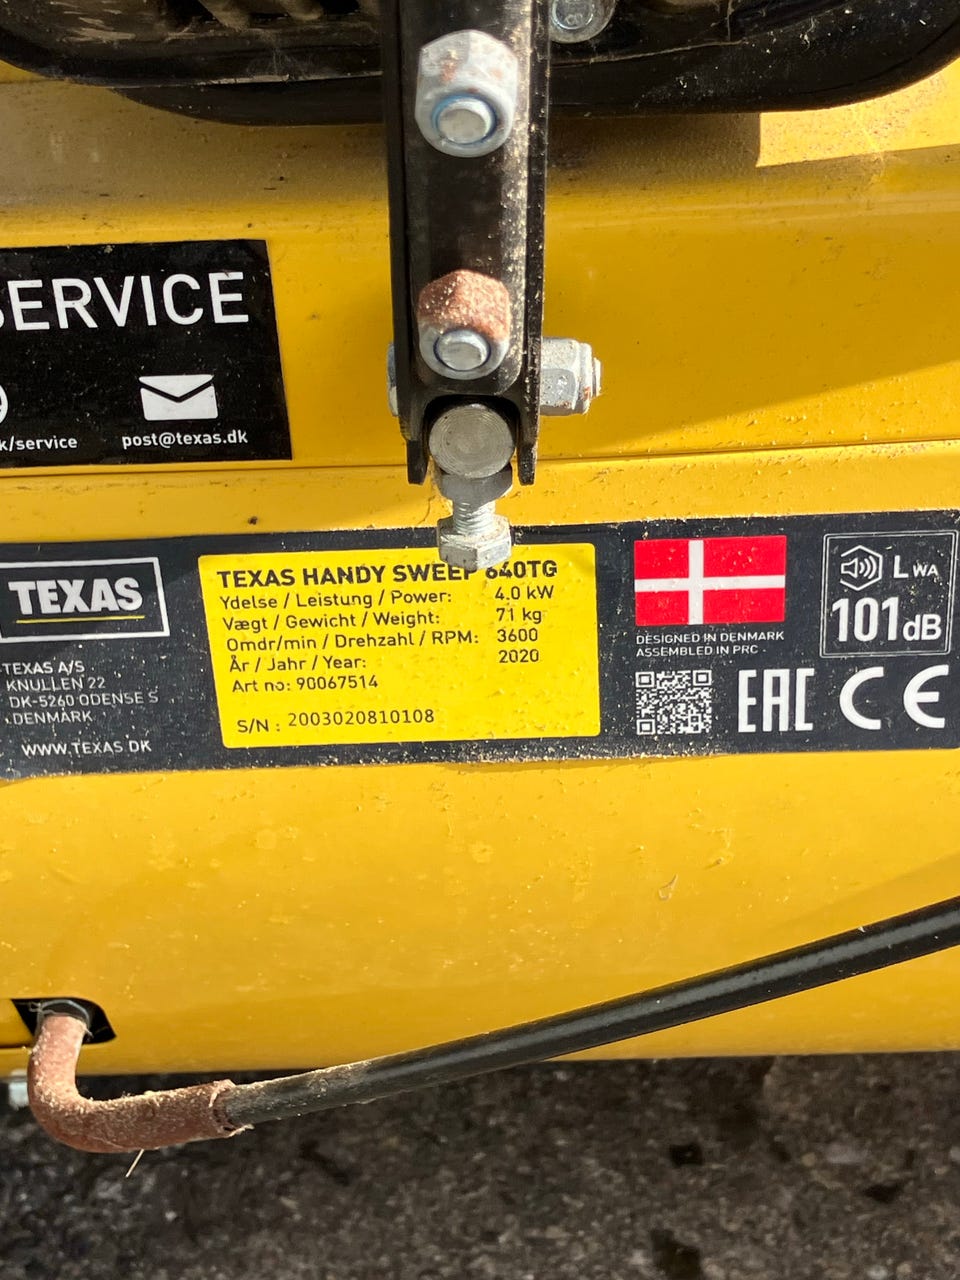 SERVICE
k/service
post@texas.dk
TEXAS
TEXAS A/S
KNULLEN 22
DK-5260 ODENSE S
DENMARK
WWW.TEXAS.DK
TEXAS HANDY SWEEP 640TG
Ydelse / Leistung / Power: 4.0 kW
Vægt / Gewicht / Weight: 71 kg
Omdr/min / Drehzahl / RPM: 3600
År / Jahr / Year: 2020
Art no: 90067514
S/N : 2003020810108
DESIGNED IN DENMARK
ASSEMBLED IN PRC
LWA
101dB
EAC CE